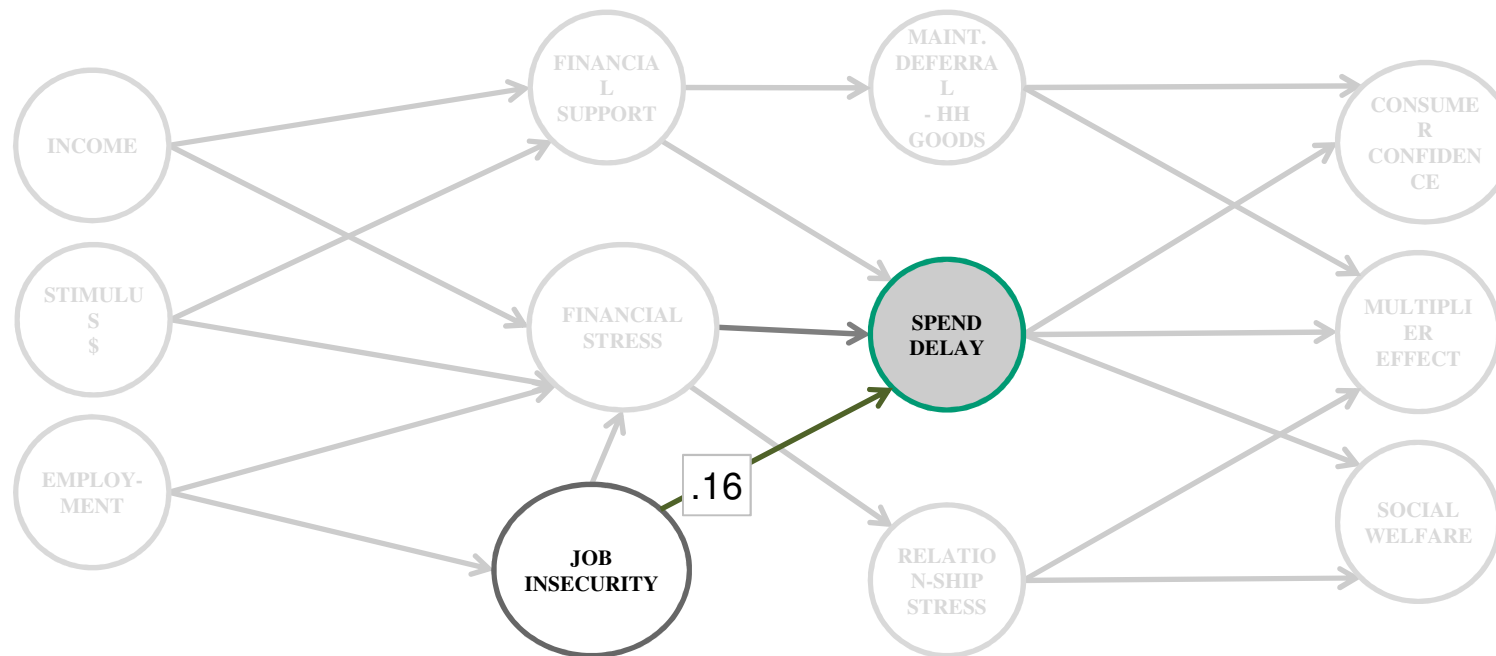 INCOME
STIMULU
S
$
EMPLOY-
MENT
FINANCIA
L
SUPPORT
FINANCIAL
STRESS
JOB
INSECURITY
.16
MAINT.
DEFERRA
L
- HH
GOODS
SPEND
DELAY
RELATIO
N-SHIP
STRESS
CONSUME
R
CONFIDEN
CE
MULTIPLI
ER
EFFECT
SOCIAL
WELFARE